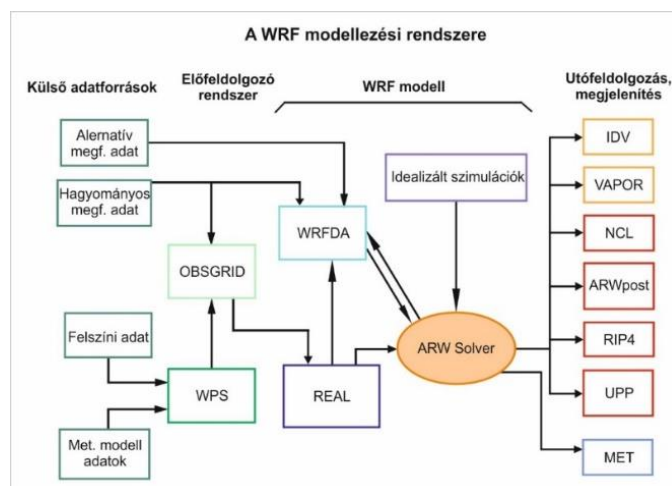 A WRF modellezési rendszere
Külső adatforrások
Előfeldolgozó
rendszer
WRF modell
Utófeldolgozás,
megjelenítés
Alernatív
megf. adat
Hagyományos
megf. adat
Felszíni adat
Met. modell
adatok
OBSGRID
WPS
WRFDA
REAL
Idealizált szimulációk
ARW Solver
IDV
VAPOR
NCL
ARWpost
RIP4
UPP
MET